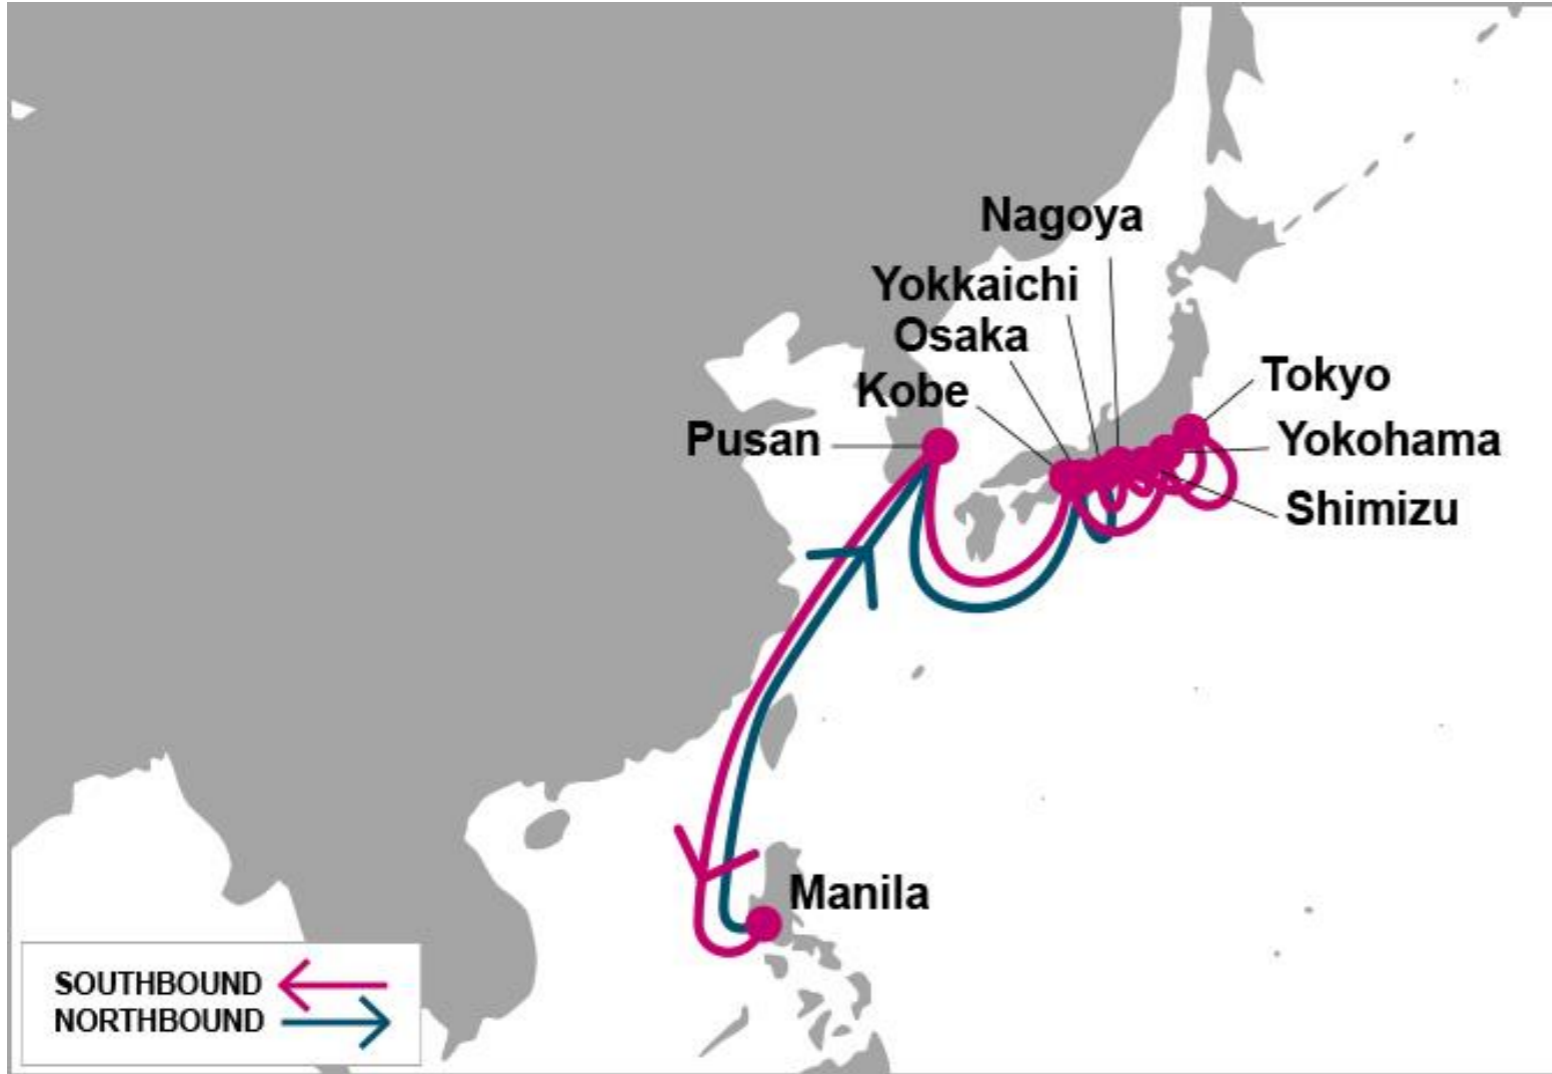 Nagoya
Yokkaichi
Osaka
Kobe
Tokyo
Pusan
Yokohama
Shimizu
Manila
SOUTHBOUND
NORTHBOUND